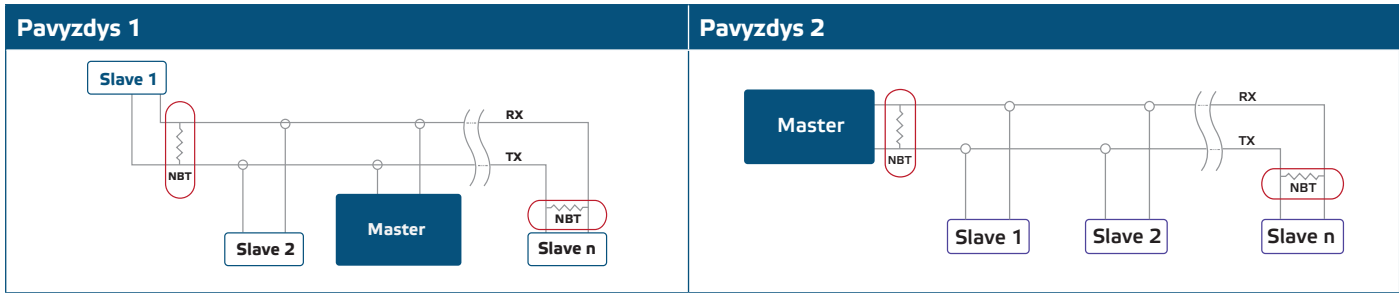 Pavyzdys 1
Slave 1
RX
TX
NBT
NBT
Master
Slave 2
Slave n
Pavyzdys 2
Master
RX
TX
NBT
NBT
Slave 1
Slave 2
Slave n